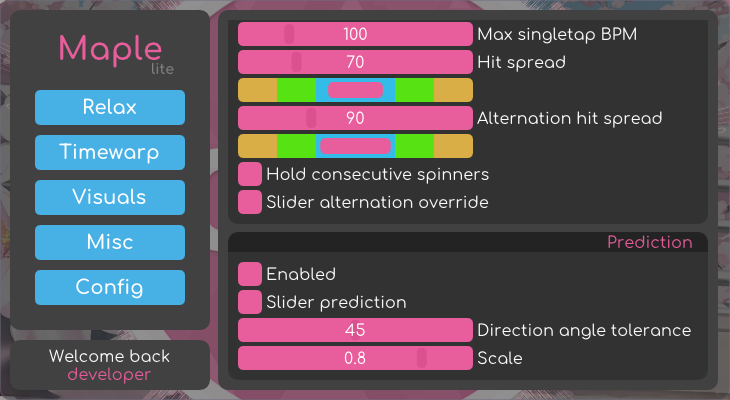 Maple
lite
Relax
Timewarp
Visuals
Misc
Config
Welcome back
developer
100 Max singletap BPM
70 Hit spread
90 Alternation hit spread
Hold consecutive spinners
Slider alternation override
Prediction
Enabled
Slider prediction
45 Direction angle tolerance
0.8 Scale